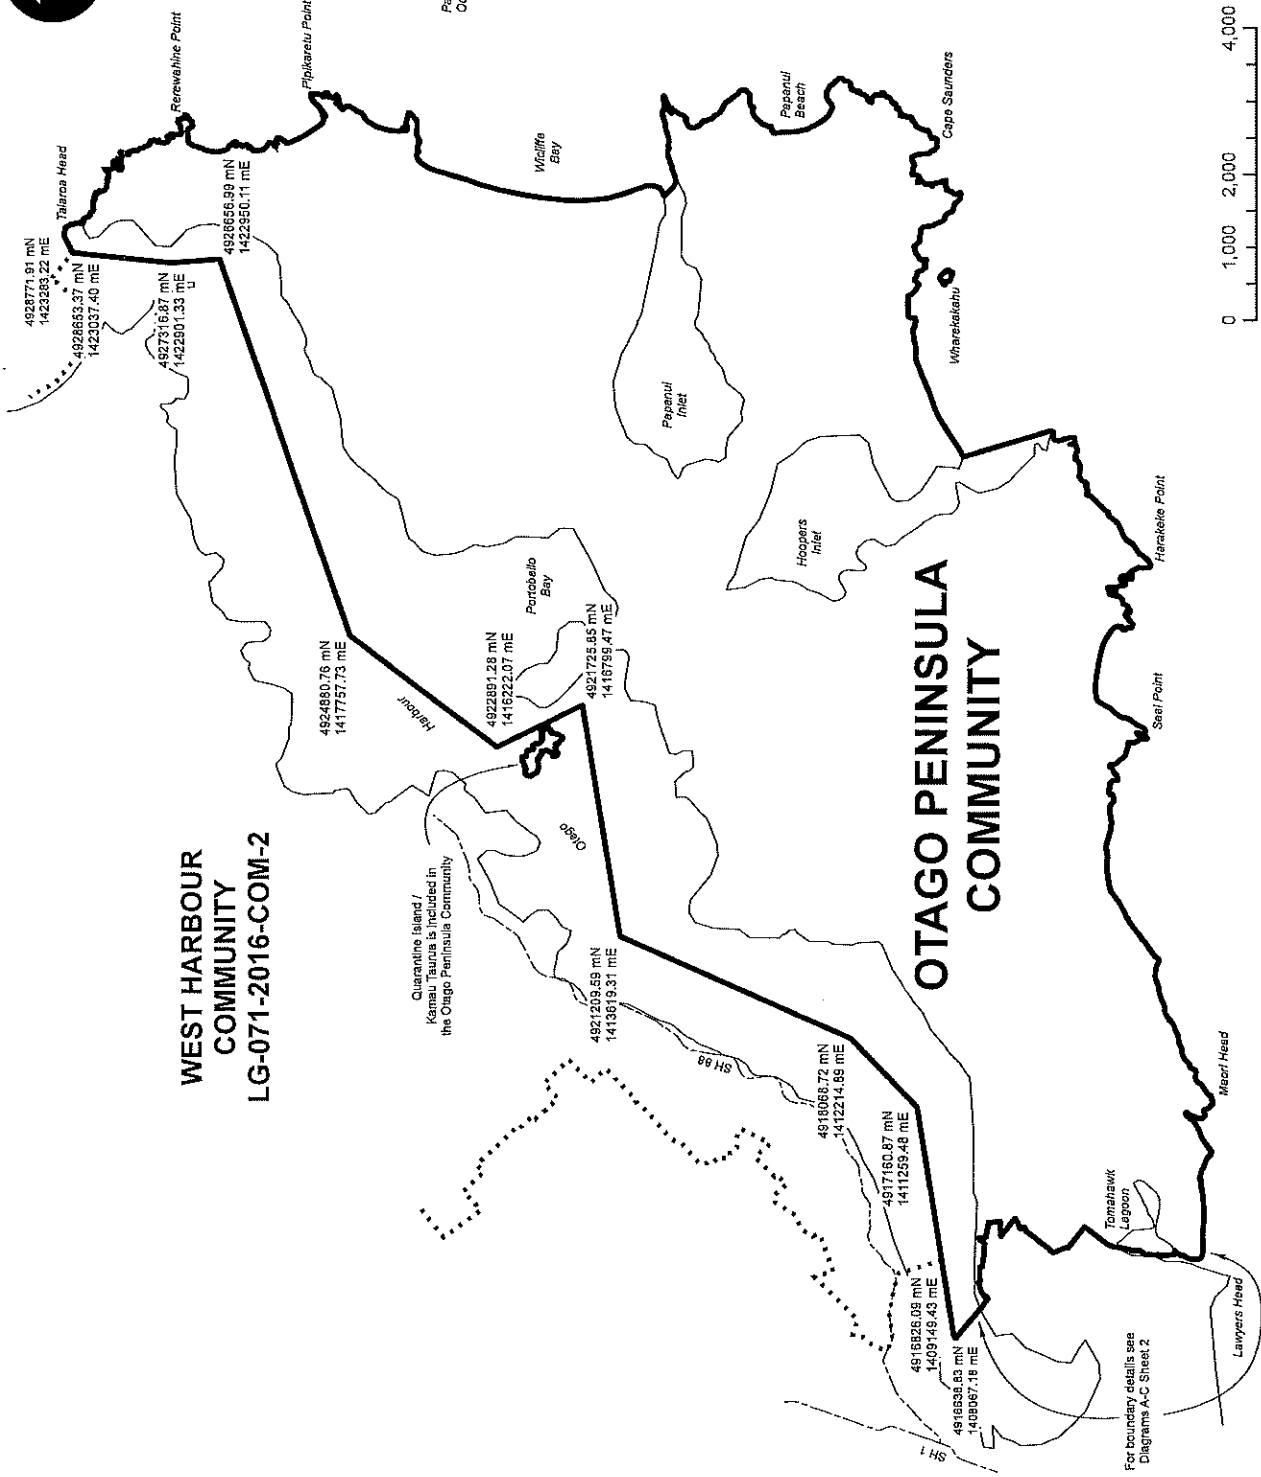 WEST HARBOUR
COMMUNITY
LG-071-2016-COM-2
OTAGO PENINSULA
COMMUNITY
4928771.91 mN
1423283.22 mE
4928653.37 mN
1423037.40 mE
4927316.87 mN
1422901.33 mE
4926656.99 mN
1422950.11 mE
Taiaroa Head
Rerewahine Point
Pipikaretu Point
Wickliffe
Bay
Papanui
Beach
Cape Saunders
Papanui
Inlet
Wharekakahu
Hoopers
Inlet
Harakeke Point
Seal Point
Maori Head
Tomahawk
Lagoon
Lawyers Head
Portobello
Bay
4924880.76 mN
1417757.73 mE
Harbour
4922891.28 mN
1416222.07 mE
4921725.85 mN
1416799.47 mE
Quarantine Island /
Kamau Taurua is included in
the Otago Peninsula Community
Otago
4921209.59 mN
1413619.31 mE
SH 88
4918068.72 mN
1412214.89 mE
4917160.87 mN
1411259.48 mE
4916826.09 mN
1409149.43 mE
4916638.83 mN
1408067.18 mE
SH 1
For boundary details see
Diagrams A-C Sheet 2
0 1,000 2,000 4,000